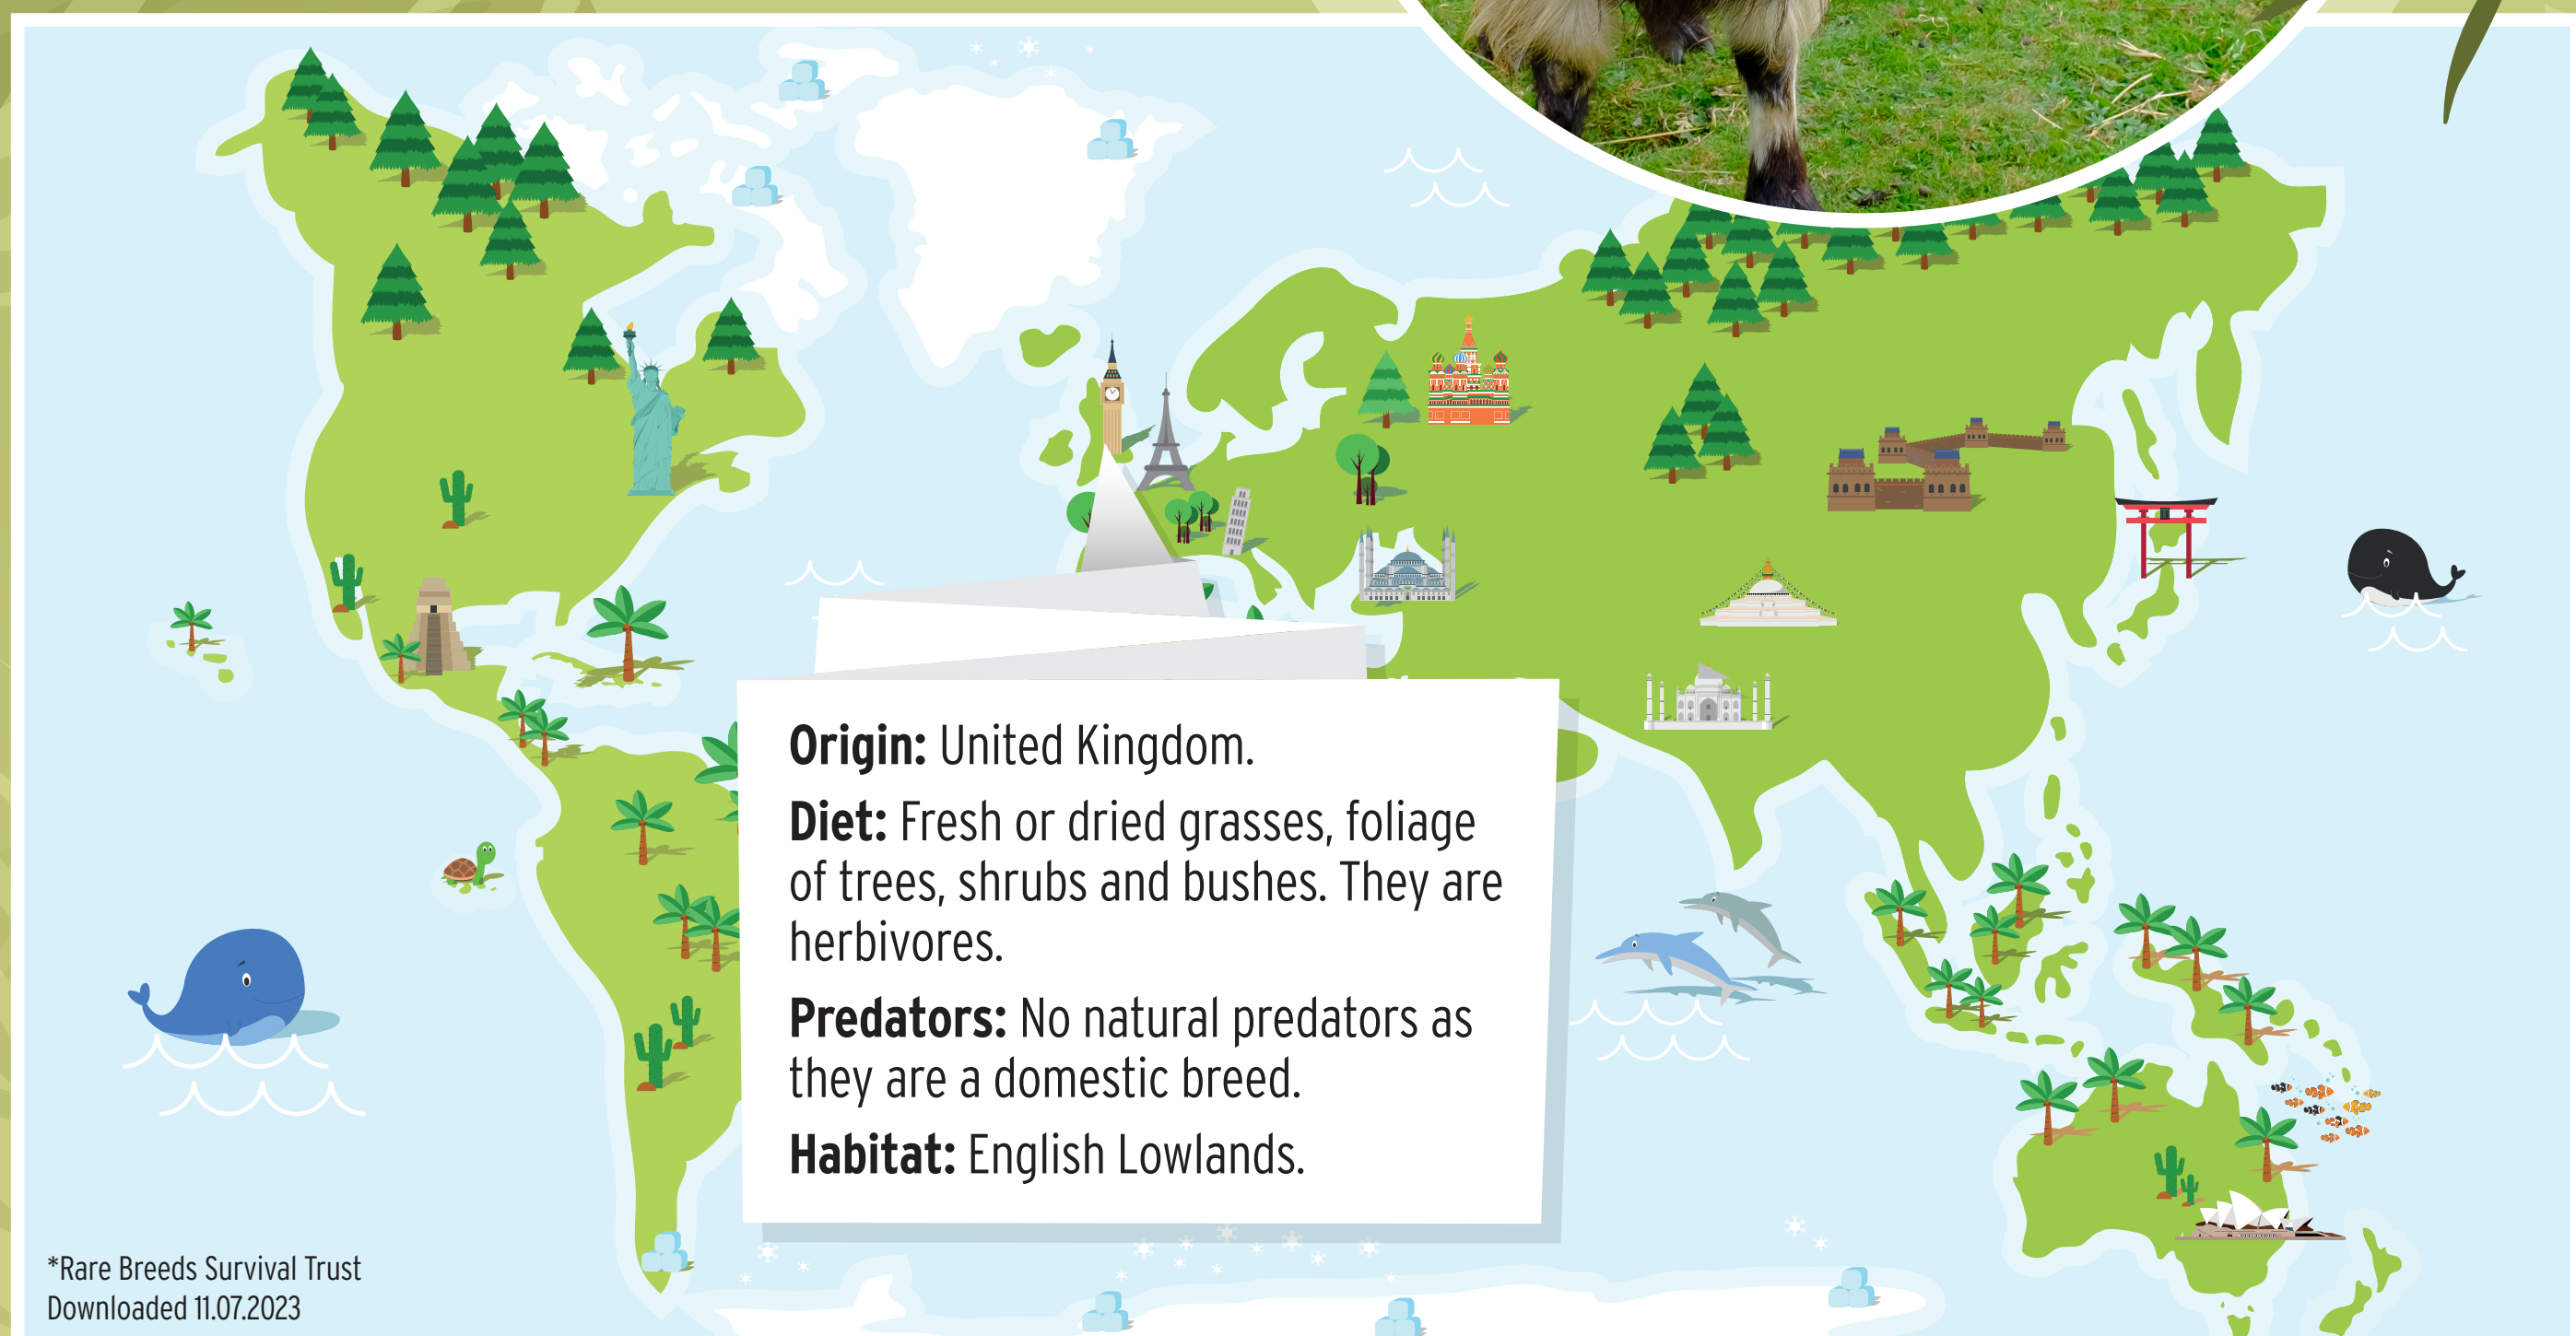 Origin: United Kingdom.
Diet: Fresh or dried grasses, foliage
of trees, shrubs and bushes. They are
herbivores.
Predators: No natural predators as
they are a domestic breed.
Habitat: English Lowlands.
*Rare Breeds Survival Trust
Downloaded 11.07.2023